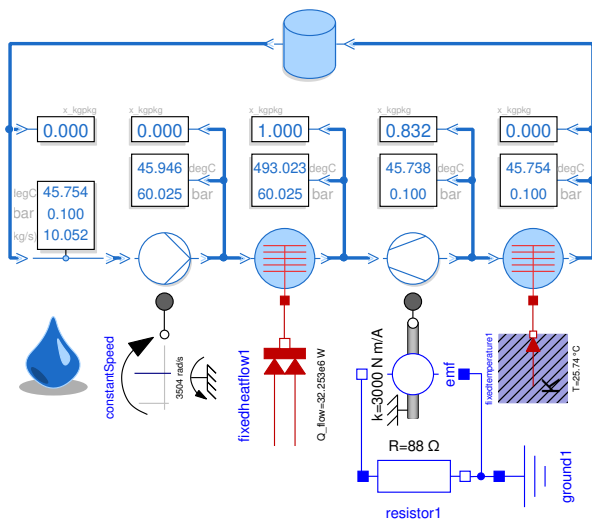 x_kgpkg
x_kgpkg
x_kgpkg
x_kgpkg
x_kgpkg
0.000
0.000
1.000
0.832
0.000
45.946
degC
60.025
bar
493.023
degC
60.025
bar
45.738
degC
0.100
bar
45.754
degC
0.100
bar
degC
45.754
bar
0.100
kg/s)
10.052
constantSpeed
3504 rad/s
fixedheatflow1
Q_flow=32.253e6 W
k=3000 N m/A
emf
fixedtemperature1
K
T=25.74 °C
R=88 Ω
resistor1
ground1